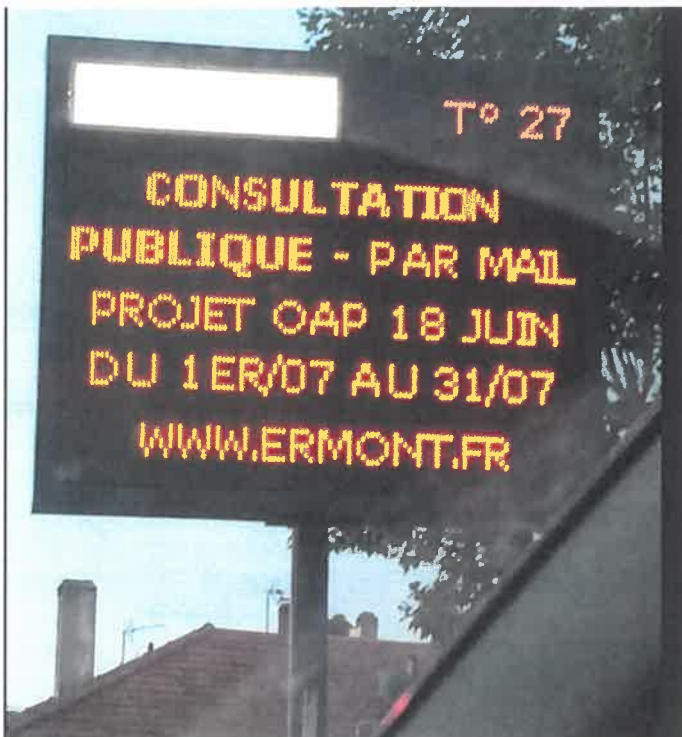 T° 27
CONSULTATION
PUBLIQUE - PAR MAIL
PROJET OAP 18 JUIN
DU 1ER/07 AU 31/07
WWW.ERMONT.FR